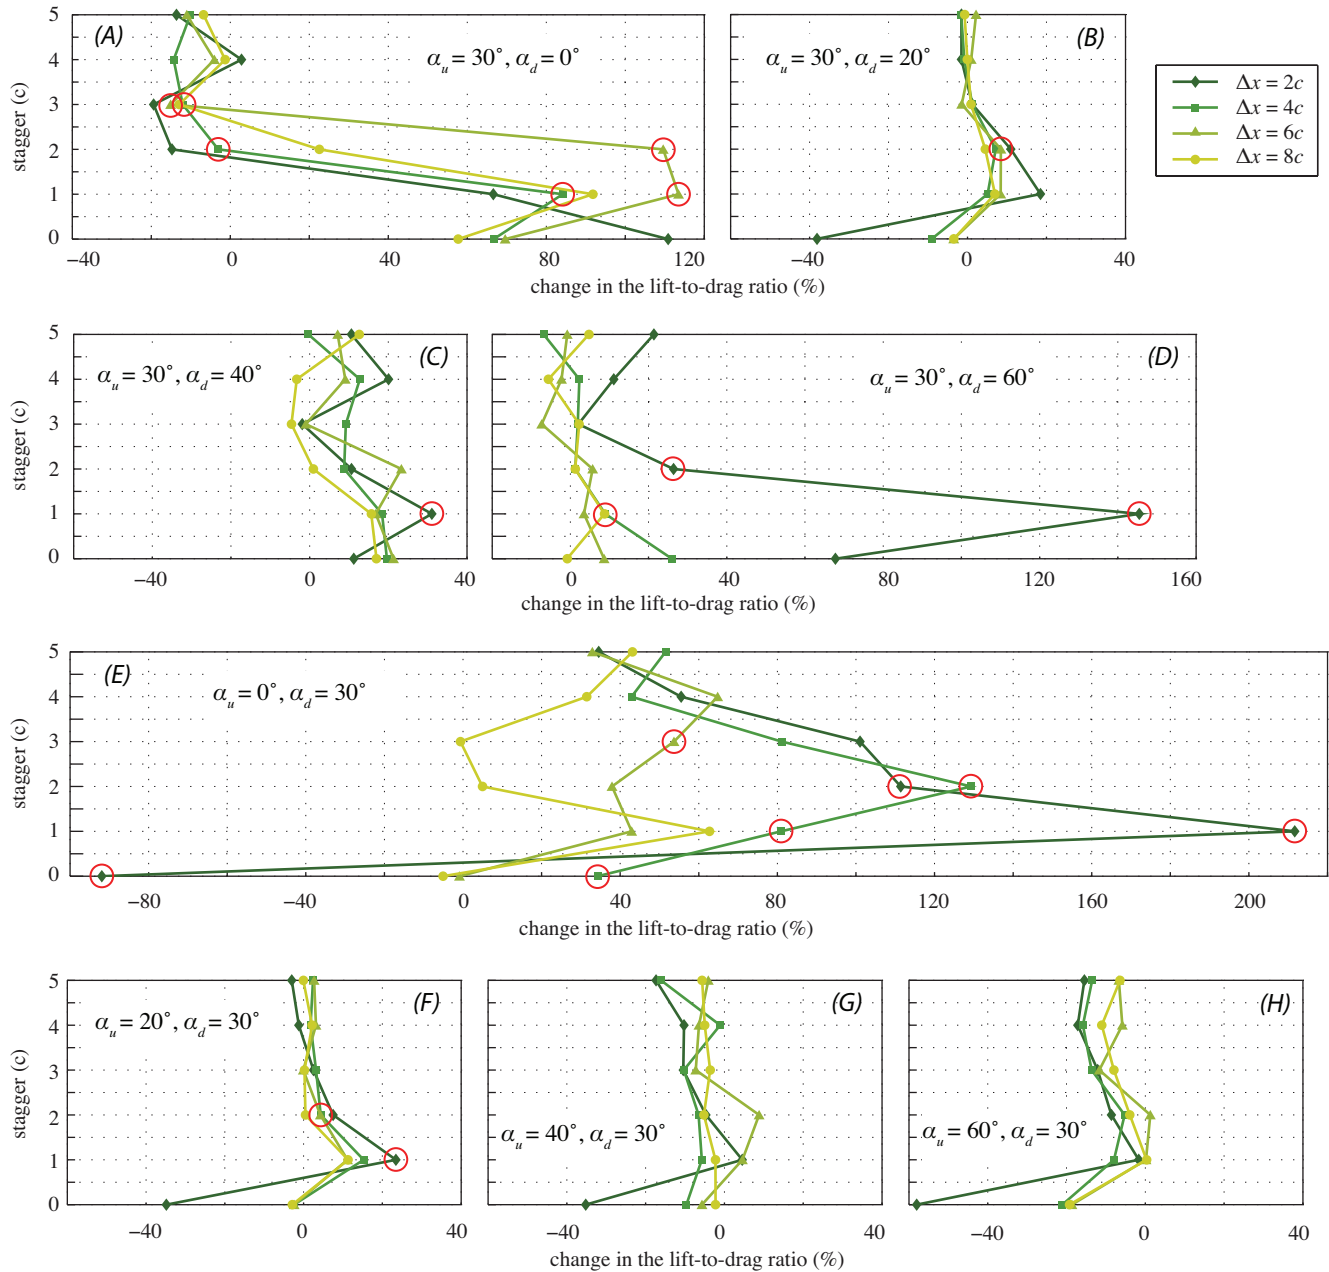 (A)
α_u = 30°, α_d = 0°
stagger (c)
5
4
3
2
1
0
−40
0
80
120
change in the lift-to-drag ratio (%)
(B)
α_u = 30°, α_d = 20°
−40
0
40
Δx = 2c
Δx = 4c
Δx = 6c
Δx = 8c
(C)
α_u = 30°, α_d = 40°
stagger (c)
5
4
3
2
1
0
−40
0
40
(D)
α_u = 30°, α_d = 60°
0
40
80
120
160
change in the lift-to-drag ratio (%)
(E)
α_u = 0°, α_d = 30°
stagger (c)
5
4
3
2
1
0
−80
−40
0
40
80
120
160
200
change in the lift-to-drag ratio (%)
(F)
α_u = 20°, α_d = 30°
stagger (c)
5
4
3
2
1
0
−40
0
40
(G)
α_u = 40°, α_d = 30°
−40
0
40
(H)
α_u = 60°, α_d = 30°
−40
0
40
change in the lift-to-drag ratio (%)